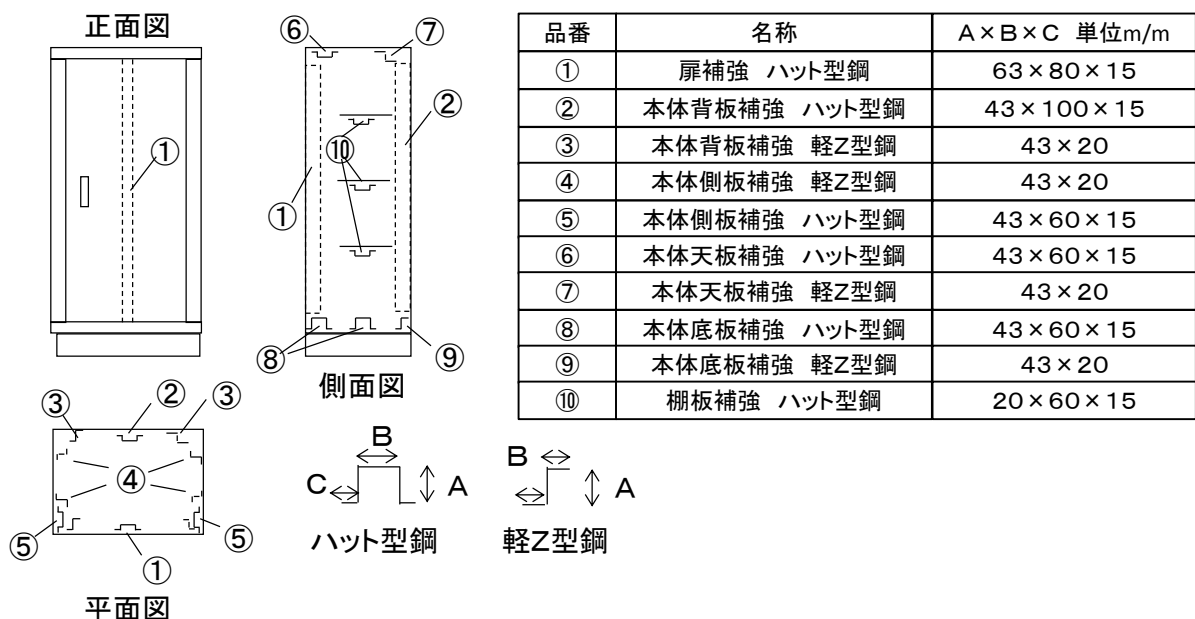 正面図
①
⑥ ⑦
②
⑩
①
⑧ ⑨
側面図
品番 名称 A×B×C 単位m/m
① 扉補強 ハット型鋼 63×80×15
② 本体背板補強 ハット型鋼 43×100×15
③ 本体背板補強 軽Z型鋼 43×20
④ 本体側板補強 軽Z型鋼 43×20
⑤ 本体側板補強 ハット型鋼 43×60×15
⑥ 本体天板補強 ハット型鋼 43×60×15
⑦ 本体天板補強 軽Z型鋼 43×20
⑧ 本体底板補強 ハット型鋼 43×60×15
⑨ 本体底板補強 軽Z型鋼 43×20
⑩ 棚板補強 ハット型鋼 20×60×15
③ ② ③
④
⑤ ⑤
①
平面図
B
C A
ハット型鋼
B
A
軽Z型鋼